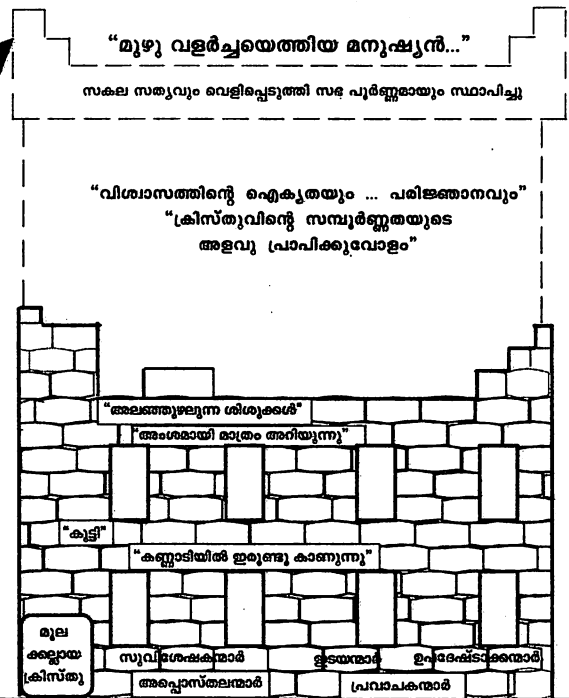 “മുഴു വളർച്ചയെത്തിയ മനുഷ്യൻ...”
സകല സത്യവും വെളിപ്പെടുത്തി സഭ പൂർണ്ണമായും സ്ഥാപിച്ചു
“വിശ്വാസത്തിന്റെ ഐക്യതയും ... പരിജ്ഞാനവും”
“ക്രിസ്തുവിന്റെ സമ്പൂർണ്ണതയുടെ
അളവു പ്രാപിക്കുവോളം”
“അലഞ്ഞുഴലുന്ന ശിശുക്കൾ”
“അംശമായി മാത്രം അറിയുന്നു”
“കുട്ടി”
“കണ്ണാടിയിൽ ഇരുണ്ടു കാണുന്നു”
മൂല
ക്കല്ലായ
ക്രിസ്തു
സുവിശേഷകന്മാർ ഇടയന്മാർ ഉപദേഷ്ടാക്കന്മാർ
അപ്പൊസ്തലന്മാർ പ്രവാചകന്മാർ